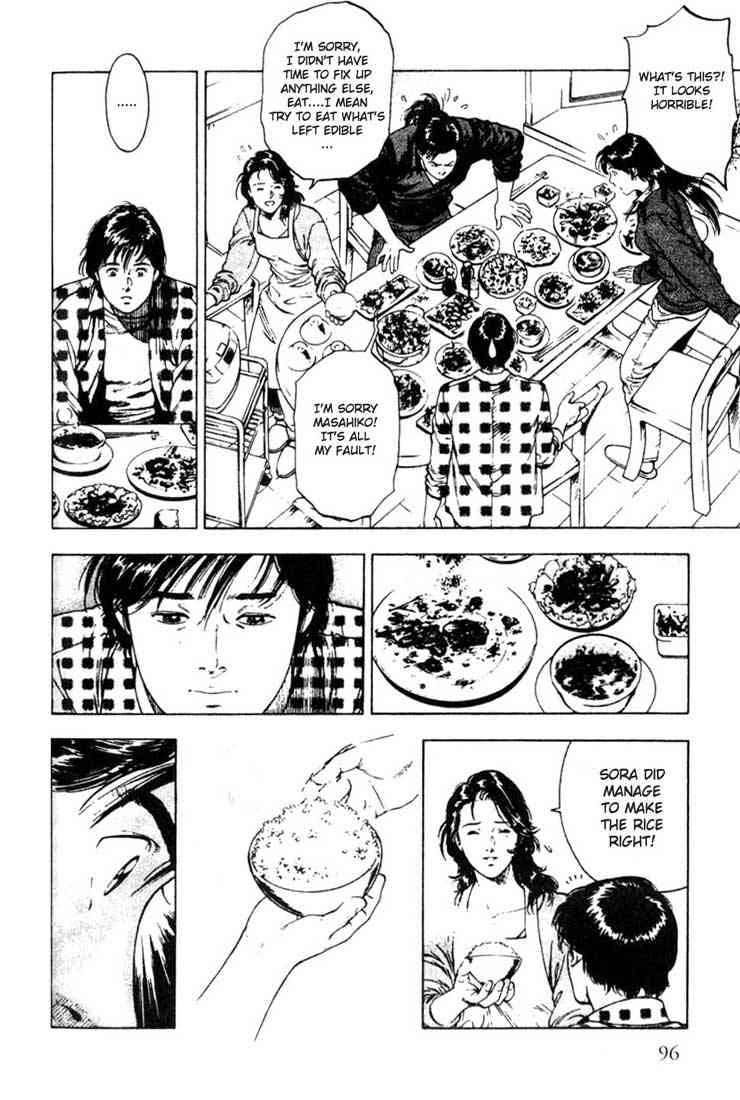 WHAT'S THIS?!
IT LOOKS
HORRIBLE!
I'M SORRY,
I DIDN'T HAVE
TIME TO FIX UP
ANYTHING ELSE,
EAT....I MEAN
TRY TO EAT WHAT'S
LEFT EDIBLE
...
I'M SORRY
MASAHIKO!
IT'S ALL
MY FAULT!
.....
SORA DID
MANAGE
TO MAKE
THE RICE
RIGHT!
96